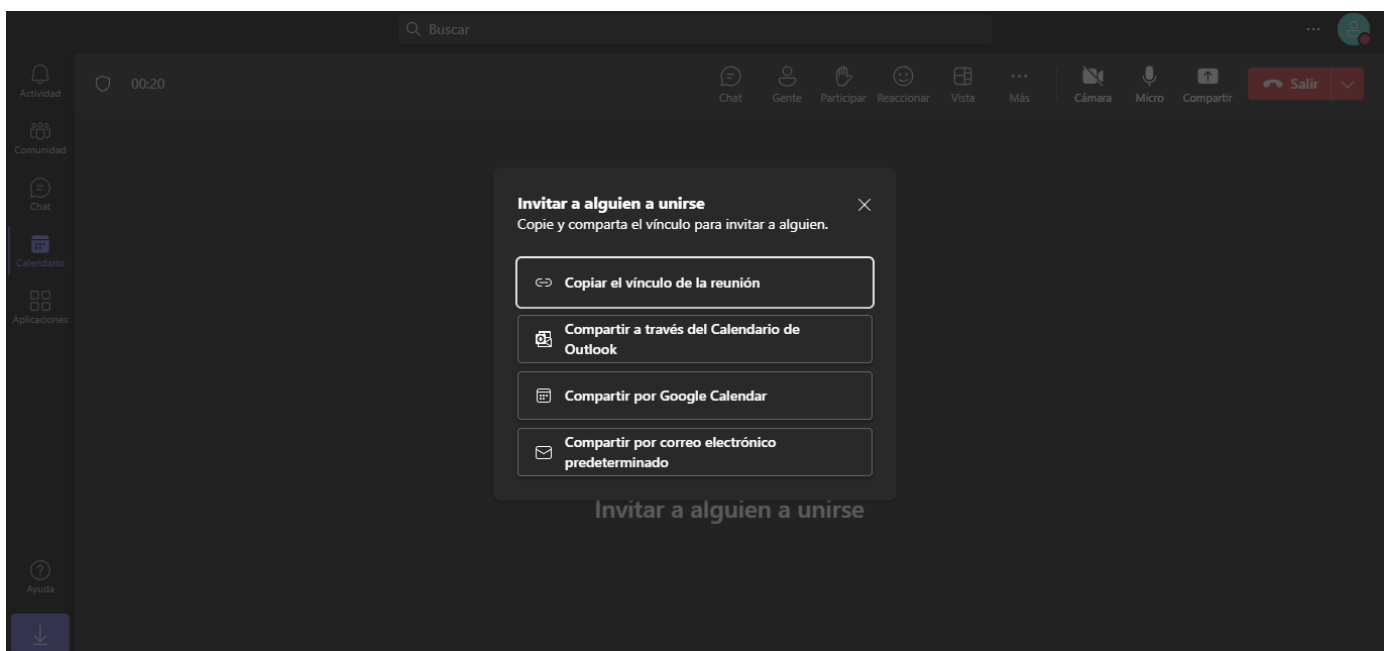 Buscar
Actividad
00:20
Chat
Gente
Participar
Reaccionar
Vista
Más
Cámara
Micro
Compartir
Salir
Comunidad
Chat
Calendario
Aplicaciones
Invitar a alguien a unirse
Copie y comparta el vínculo para invitar a alguien.
Copiar el vínculo de la reunión
Compartir a través del Calendario de
Outlook
Compartir por Google Calendar
Compartir por correo electrónico
predeterminado
Invitar a alguien a unirse
Ayuda